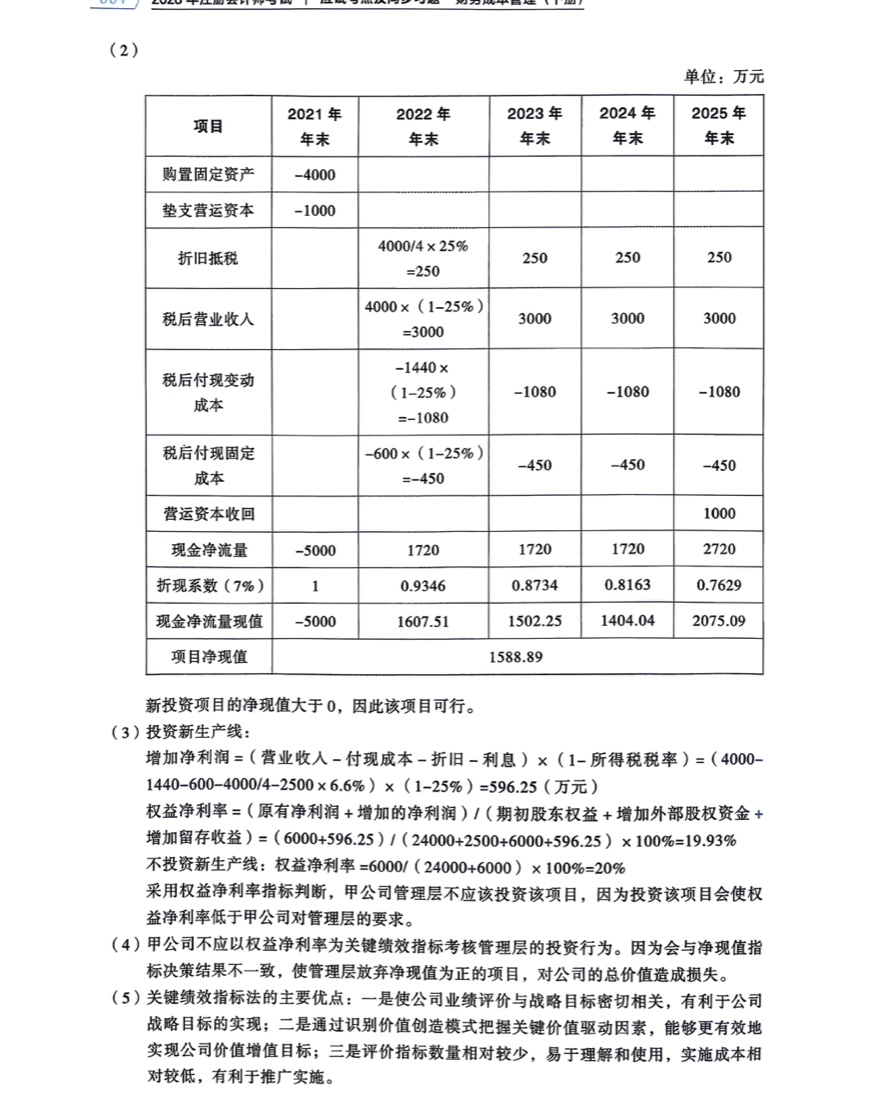 （2）
单位：万元
项目 2021 年年末 2022 年年末 2023 年年末 2024 年年末 2025 年年末
购置固定资产 -4000
垫支营运资本 -1000
折旧抵税 4000/4×25%=250 250 250 250
税后营业收入 4000×（1-25%）=3000 3000 3000 3000
税后付现变动成本 -1440×（1-25%）=-1080 -1080 -1080 -1080
税后付现固定成本 -600×（1-25%）=-450 -450 -450 -450
营运资本收回 1000
现金净流量 -5000 1720 1720 1720 2720
折现系数（7%） 1 0.9346 0.8734 0.8163 0.7629
现金净流量现值 -5000 1607.51 1502.25 1404.04 2075.09
项目净现值 1588.89
新投资项目的净现值大于 0，因此该项目可行。
（3）投资新生产线：
增加净利润 =（营业收入 - 付现成本 - 折旧 - 利息）×（1- 所得税税率）=（4000-
1440-600-4000/4-2500×6.6%）×（1-25%）=596.25（万元）
权益净利率 =（原有净利润 + 增加的净利润）/（期初股东权益 + 增加外部股权资金 +
增加留存收益）=（6000+596.25）/（24000+2500+6000+596.25）×100%=19.93%
不投资新生产线：权益净利率 =6000/（24000+6000）×100%=20%
采用权益净利率指标判断，甲公司管理层不应该投资该项目，因为投资该项目会使权
益净利率低于甲公司对管理层的要求。
（4）甲公司不应以权益净利率为关键绩效指标考核管理层的投资行为。因为会与净现值指
标决策结果不一致，使管理层放弃净现值为正的项目，对公司的总价值造成损失。
（5）关键绩效指标法的主要优点：一是使公司业绩评价与战略目标密切相关，有利于公司
战略目标的实现；二是通过识别价值创造模式把握关键价值驱动因素，能够更有效地
实现公司价值增值目标；三是评价指标数量相对较少，易于理解和使用，实施成本相
对较低，有利于推广实施。